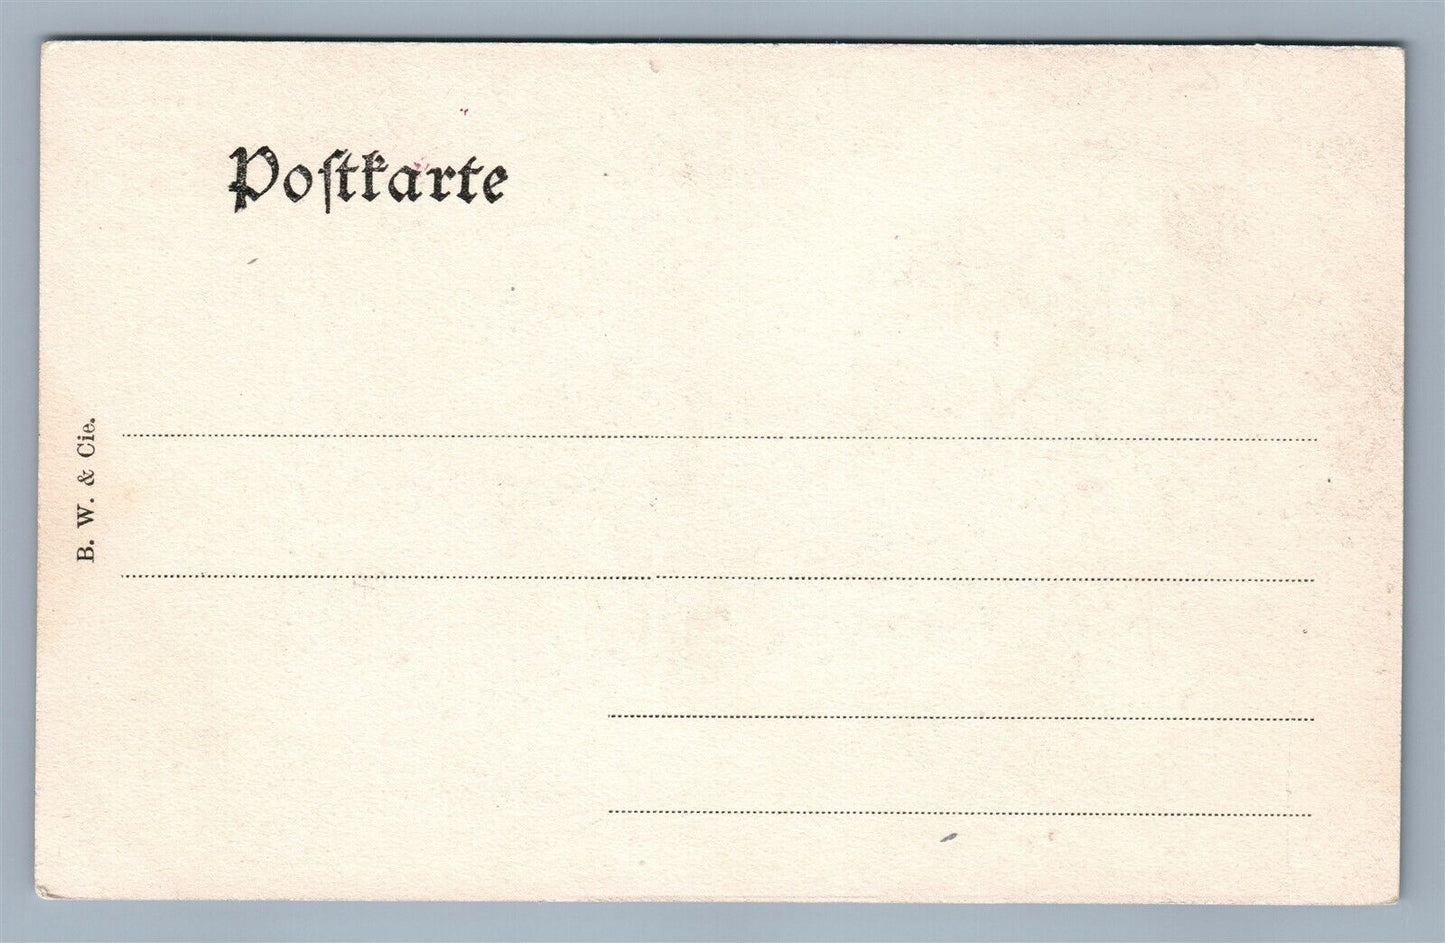 Poſtkarte
B. W. & Cie.